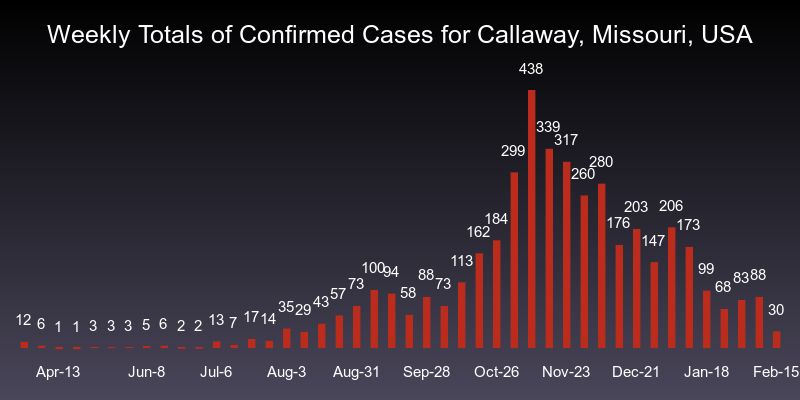 Weekly Totals of Confirmed Cases for Callaway, Missouri, USA
12 6 1 1 3 3 3 5 6 2 2 13 7 17 14 35 29 43 57 73 100 94 58 88 73 113 162 184 299 438 339 317 260 280 176 203 147 206 173 99 68 83 88 30
Apr-13 Jun-8 Jul-6 Aug-3 Aug-31 Sep-28 Oct-26 Nov-23 Dec-21 Jan-18 Feb-15